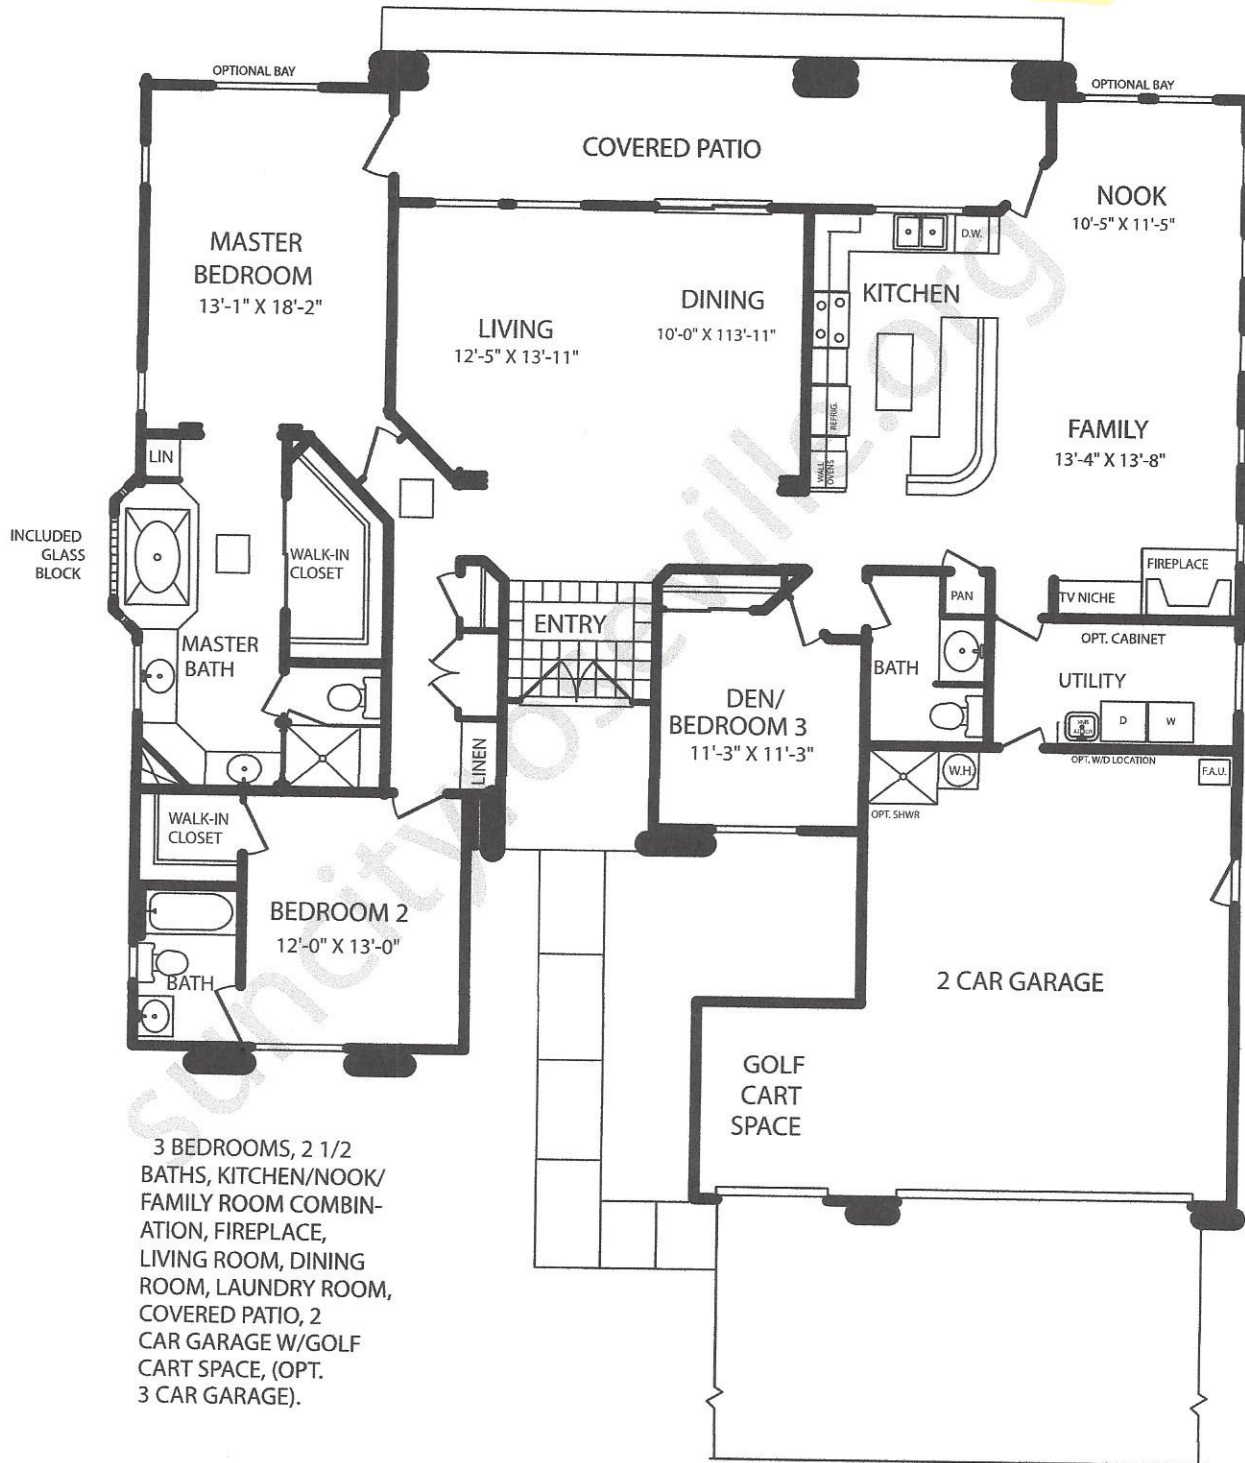 OPTIONAL BAY
OPTIONAL BAY
COVERED PATIO
NOOK
10'-5" X 11'-5"
MASTER
BEDROOM
13'-1" X 18'-2"
D.W.
KITCHEN
DINING
10'-0" X 113'-11"
LIVING
12'-5" X 13'-11"
REFRIG.
WALL
OVENS
FAMILY
13'-4" X 13'-8"
LIN
INCLUDED
GLASS
BLOCK
WALK-IN
CLOSET
FIREPLACE
PAN
TV NICHE
ENTRY
OPT. CABINET
MASTER
BATH
BATH
UTILITY
DEN/
BEDROOM 3
11'-3" X 11'-3"
D
W
LINEN
OPT. W/D LOCATION
W.H.
F.A.U.
OPT. SHWR
WALK-IN
CLOSET
BEDROOM 2
12'-0" X 13'-0"
BATH
2 CAR GARAGE
GOLF
CART
SPACE
3 BEDROOMS, 2 1/2
BATHS, KITCHEN/NOOK/
FAMILY ROOM COMBIN-
ATION, FIREPLACE,
LIVING ROOM, DINING
ROOM, LAUNDRY ROOM,
COVERED PATIO, 2
CAR GARAGE W/GOLF
CART SPACE, (OPT.
3 CAR GARAGE).
suncityroseville.org